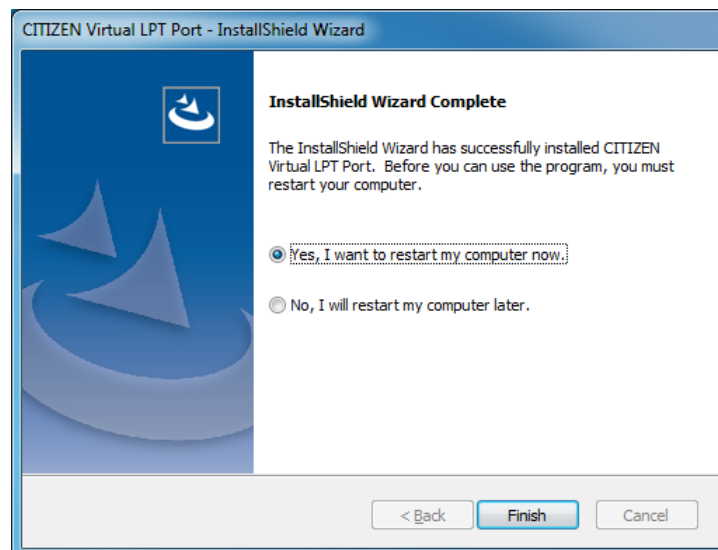 CITIZEN Virtual LPT Port - InstallShield Wizard
InstallShield Wizard Complete
The InstallShield Wizard has successfully installed CITIZEN
Virtual LPT Port. Before you can use the program, you must
restart your computer.
Yes, I want to restart my computer now.
No, I will restart my computer later.
< Back Finish Cancel